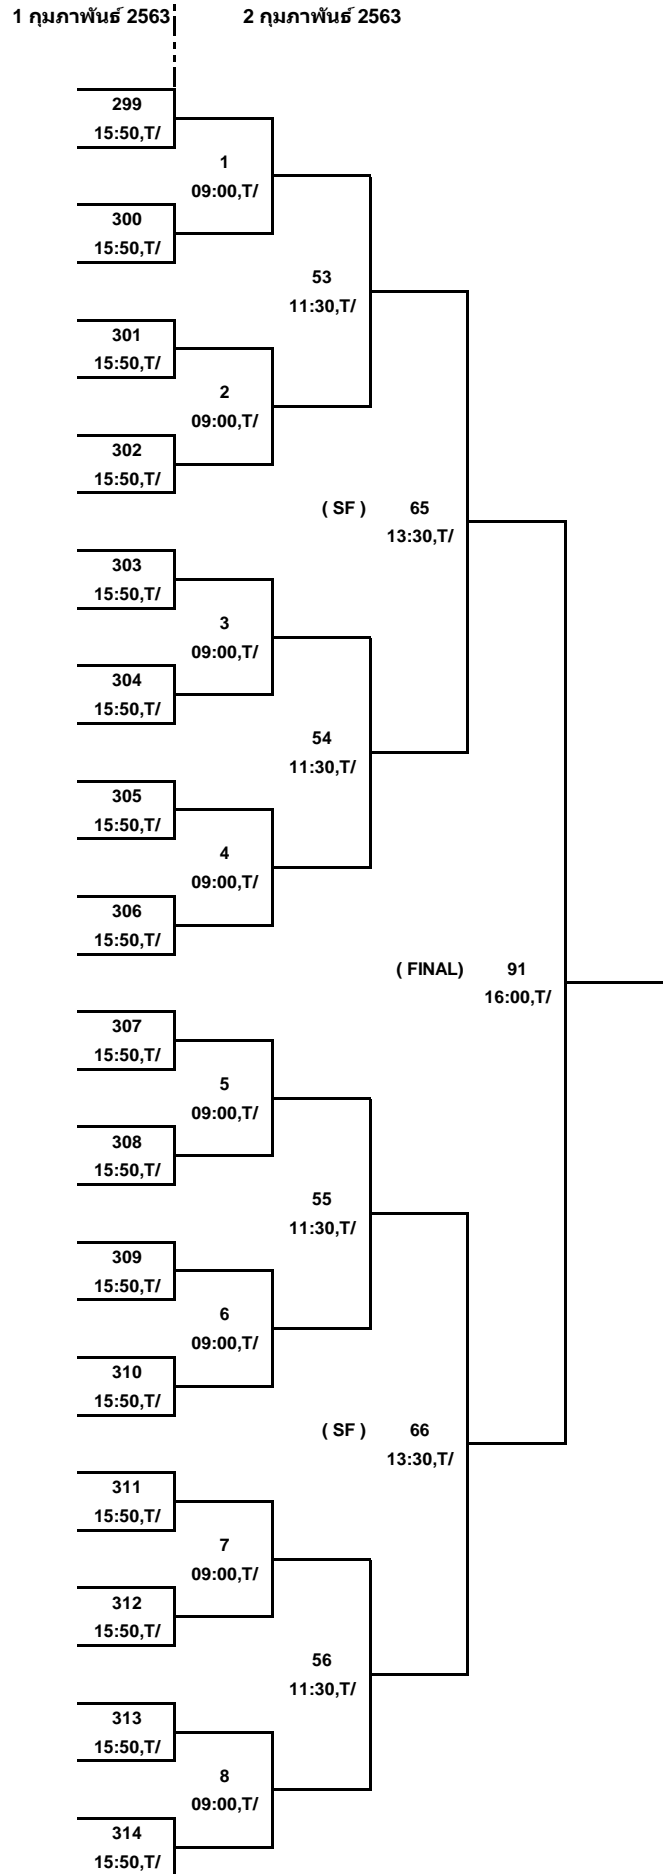 1 กุมภาพันธ์ 2563 2 กุมภาพันธ์ 2563
299
15:50,T/
1
09:00,T/
300
15:50,T/
53
11:30,T/
301
15:50,T/
2
09:00,T/
302
15:50,T/
( SF ) 65
13:30,T/
303
15:50,T/
3
09:00,T/
304
15:50,T/
54
11:30,T/
305
15:50,T/
4
09:00,T/
306
15:50,T/
( FINAL) 91
16:00,T/
307
15:50,T/
5
09:00,T/
308
15:50,T/
55
11:30,T/
309
15:50,T/
6
09:00,T/
310
15:50,T/
( SF ) 66
13:30,T/
311
15:50,T/
7
09:00,T/
312
15:50,T/
56
11:30,T/
313
15:50,T/
8
09:00,T/
314
15:50,T/